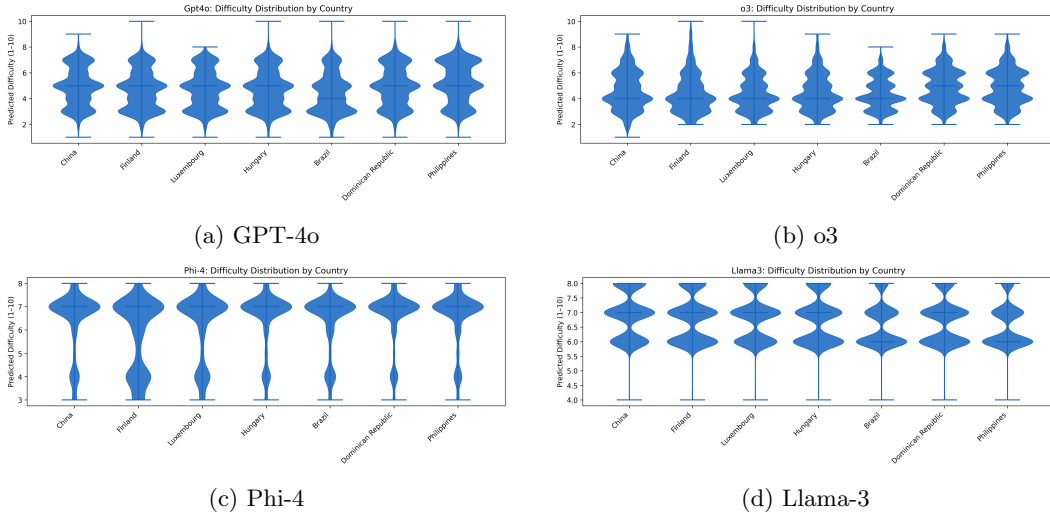 Gpt4o: Difficulty Distribution by Country
Predicted Difficulty (1–10)
10
8
6
4
2
China
Finland
Luxembourg
Hungary
Brazil
Dominican Republic
Philippines
(a) GPT-4o
o3: Difficulty Distribution by Country
Predicted Difficulty (1–10)
10
8
6
4
2
China
Finland
Luxembourg
Hungary
Brazil
Dominican Republic
Philippines
(b) o3
Phi-4: Difficulty Distribution by Country
Predicted Difficulty (1–10)
8
7
6
5
4
3
China
Finland
Luxembourg
Hungary
Brazil
Dominican Republic
Philippines
(c) Phi-4
Llama3: Difficulty Distribution by Country
Predicted Difficulty (1–10)
8.0
7.5
7.0
6.5
6.0
5.5
5.0
4.5
4.0
China
Finland
Luxembourg
Hungary
Brazil
Dominican Republic
Philippines
(d) Llama-3